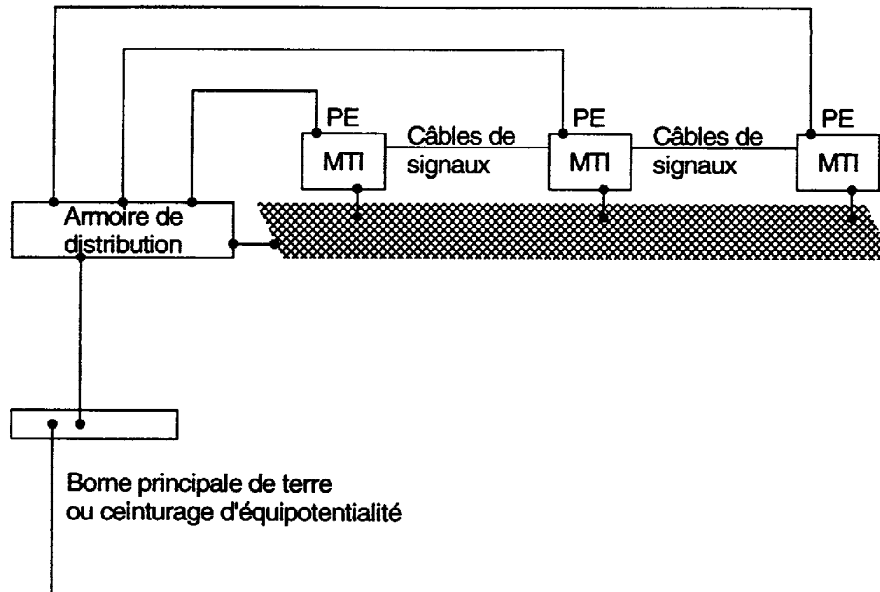 PE
PE
PE
Câbles de
signaux
Câbles de
signaux
MTI
MTI
MTI
Armoire de
distribution
Borne principale de terre
ou ceinturage d'équipotentialité